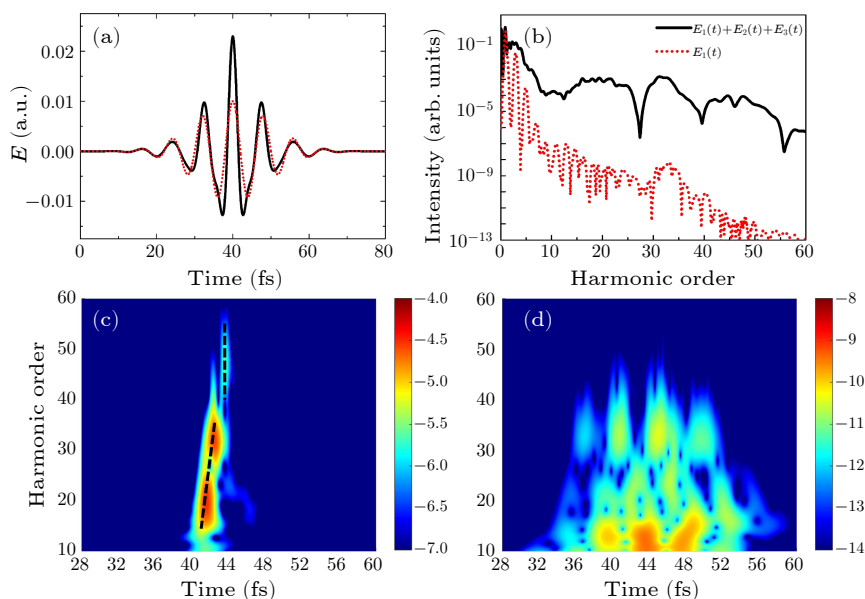 (a)
E (a.u.)
0.02
0.01
0.00
−0.01
0 20 40 60 80
Time (fs)
(b)
E₁(t)+E₂(t)+E₃(t)
E₁(t)
Intensity (arb. units)
10⁻¹
10⁻⁵
10⁻⁹
10⁻¹³
0 10 20 30 40 50 60
Harmonic order
(c)
Harmonic order
60
50
40
30
20
10
28 32 36 40 44 48 52 56 60
Time (fs)
−4.0
−4.5
−5.0
−5.5
−6.0
−6.5
−7.0
(d)
60
50
40
30
20
10
28 32 36 40 44 48 52 56 60
Time (fs)
−8
−9
−10
−11
−12
−13
−14